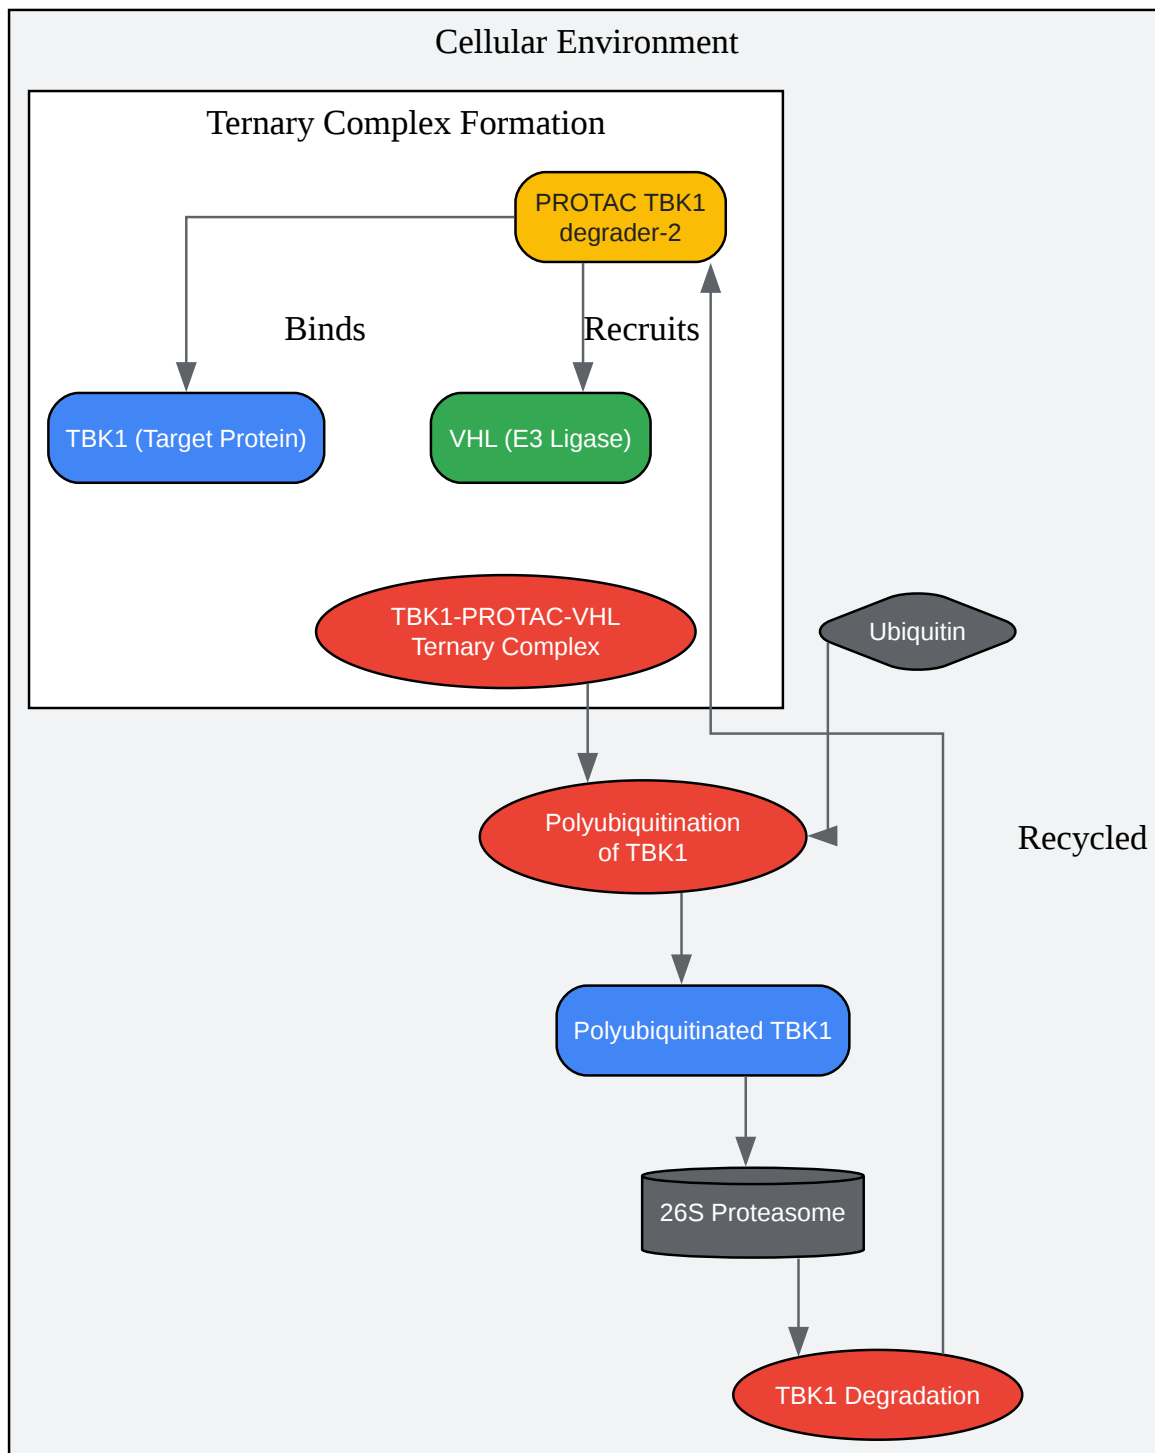 Cellular Environment
Ternary Complex Formation
PROTAC TBK1
degrader-2
Binds
Recruits
TBK1 (Target Protein)
VHL (E3 Ligase)
TBK1-PROTAC-VHL
Ternary Complex
Ubiquitin
Polyubiquitination
of TBK1
Recycled
Polyubiquitinated TBK1
26S Proteasome
TBK1 Degradation